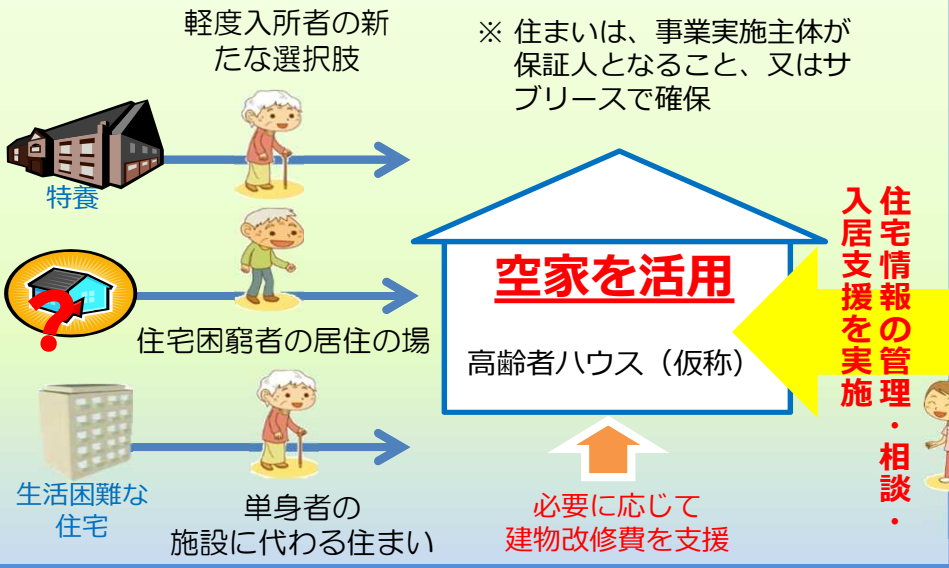 軽度入所者の新
たな選択肢
※ 住まいは、事業実施主体が
保証人となること、又はサ
ブリースで確保
特養
?
住宅困窮者の居住の場
生活困難な
住宅
単身者の
施設に代わる住まい
空家を活用
高齢者ハウス（仮称）
必要に応じて
建物改修費を支援
住宅情報の管理・相談・
入居支援を実施